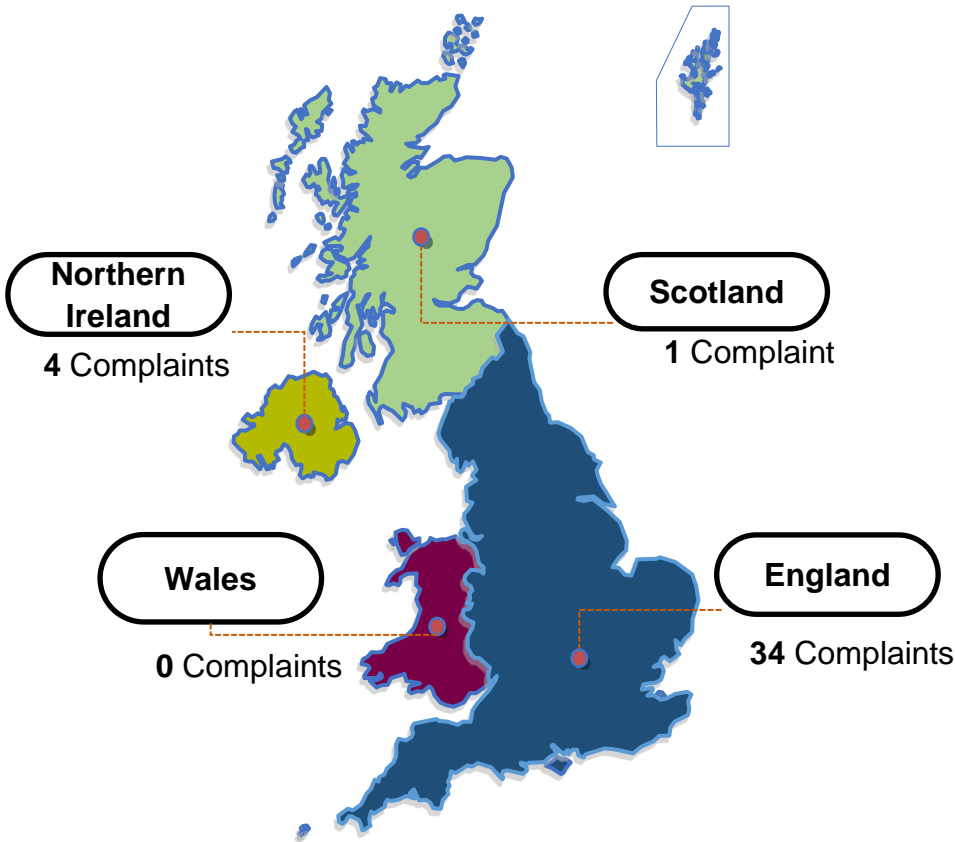 Northern
Ireland
4 Complaints
Scotland
1 Complaint
Wales
0 Complaints
England
34 Complaints